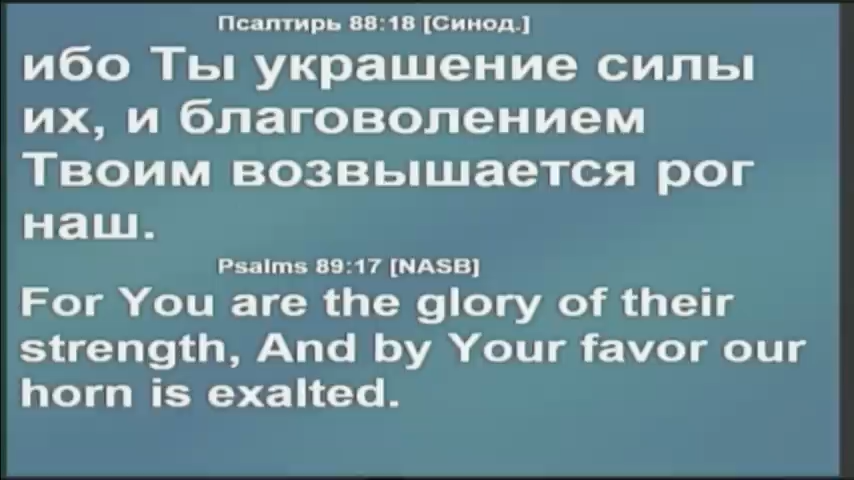 Псалтирь 88:18 [Синод.]
ибо Ты украшение силы
их, и благоволением
Твоим возвышается рог
наш.
Psalms 89:17 [NASB]
For You are the glory of their
strength, And by Your favor our
horn is exalted.